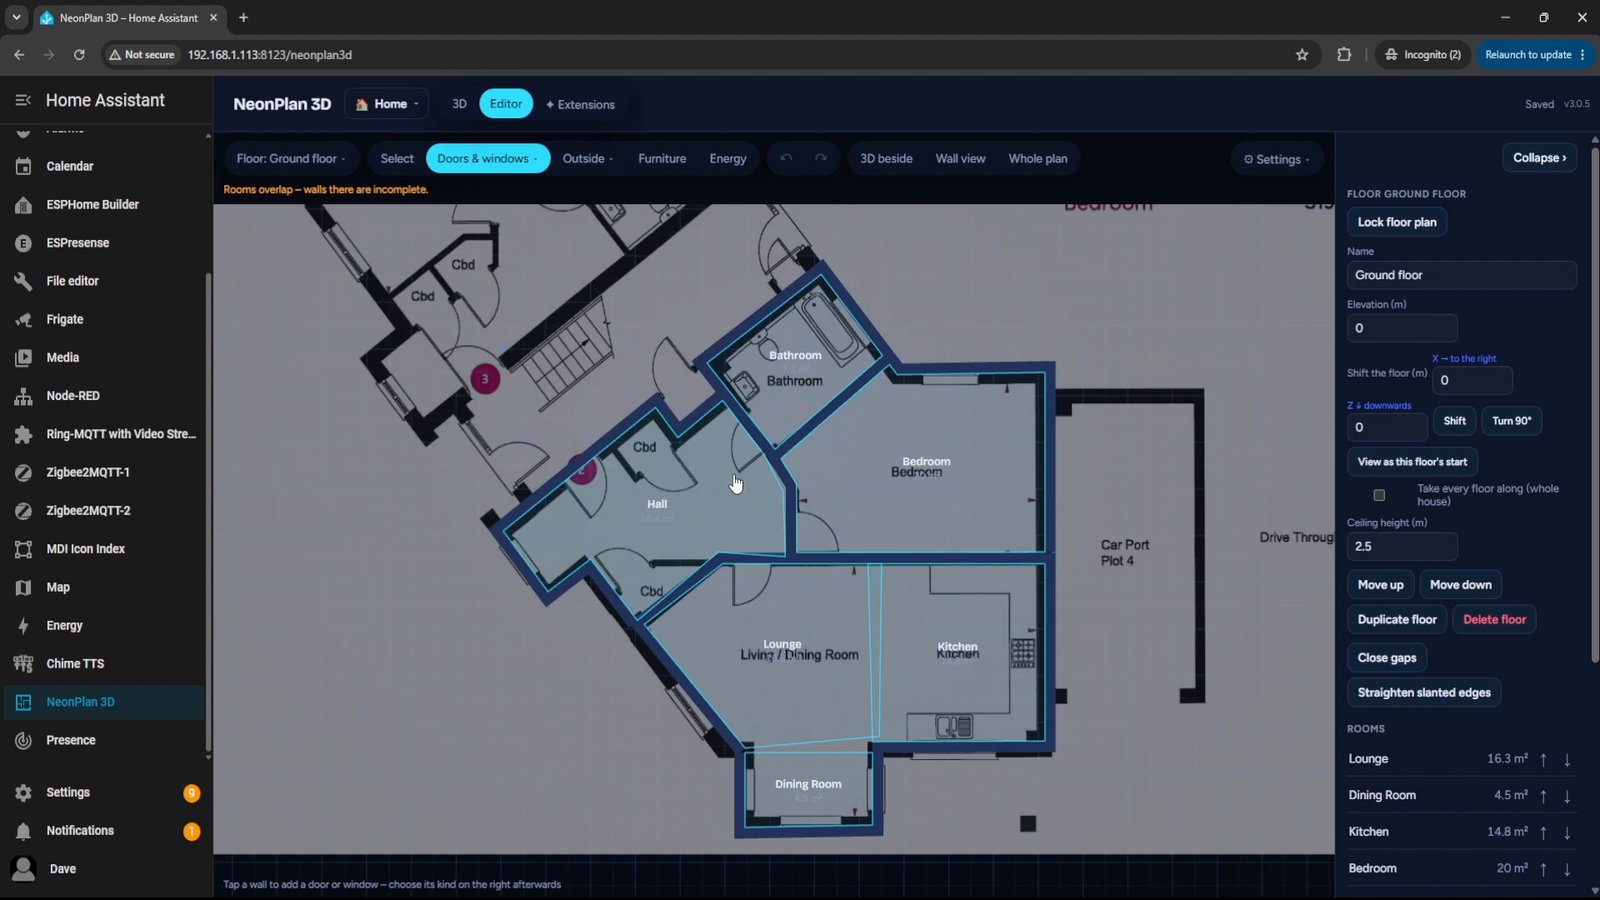 NeonPlan 3D – Home Assistant
Not secure
192.168.1.113:8123/neonplan3d
Incognito (2)
Relaunch to update
Home Assistant
NeonPlan 3D
Home
3D
Editor
+ Extensions
Saved
v3.0.5
Calendar
ESPHome Builder
ESPresense
File editor
Frigate
Media
Node-RED
Ring-MQTT with Video Stre...
Zigbee2MQTT-1
Zigbee2MQTT-2
MDI Icon Index
Map
Energy
Chime TTS
NeonPlan 3D
Presence
Settings
9
Notifications
1
Dave
Floor: Ground floor
Select
Doors & windows
Outside
Furniture
Energy
3D beside
Wall view
Whole plan
Settings
Rooms overlap – walls there are incomplete.
Bedroom
Cbd
Cbd
3
Bathroom
Bathroom
Cbd
2
Hall
16.4 m²
Bedroom
Bedroom
Cbd
Lounge
Living / Dining Room
Kitchen
Kitchen
Dining Room
4.5 m²
Car Port
Plot 4
Drive Throug
Tap a wall to add a door or window – choose its kind on the right afterwards
Collapse ›
FLOOR GROUND FLOOR
Lock floor plan
Name
Ground floor
Elevation (m)
0
X → to the right
Shift the floor (m)
0
Z ↓ downwards
0
Shift
Turn 90°
View as this floor's start
Take every floor along (whole
house)
Ceiling height (m)
2.5
Move up
Move down
Duplicate floor
Delete floor
Close gaps
Straighten slanted edges
ROOMS
Lounge
16.3 m² ↑ ↓
Dining Room
4.5 m² ↑ ↓
Kitchen
14.8 m² ↑ ↓
Bedroom
20 m² ↑ ↓